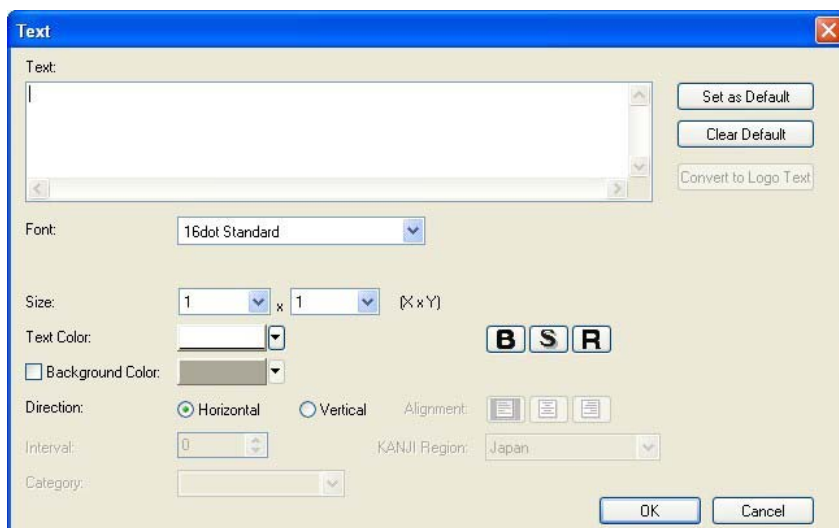 Text
Text:
Set as Default
Clear Default
Convert to Logo Text
Font:
16dot Standard
Size:
1 x 1 (X x Y)
Text Color:
B S R
Background Color:
Direction:
Horizontal
Vertical
Alignment:
Interval:
0
KANJI Region:
Japan
Category:
OK
Cancel